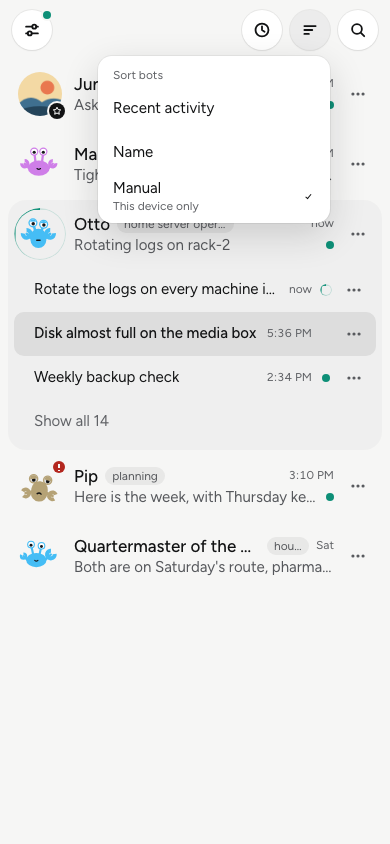 Sort bots
Recent activity
Name
Manual
This device only
Otto home server oper... now
Rotating logs on rack-2
Rotate the logs on every machine i... now
Disk almost full on the media box 5:36 PM
Weekly backup check 2:34 PM
Show all 14
Pip planning 3:10 PM
Here is the week, with Thursday ke...
Quartermaster of the ... hou... Sat
Both are on Saturday's route, pharma...